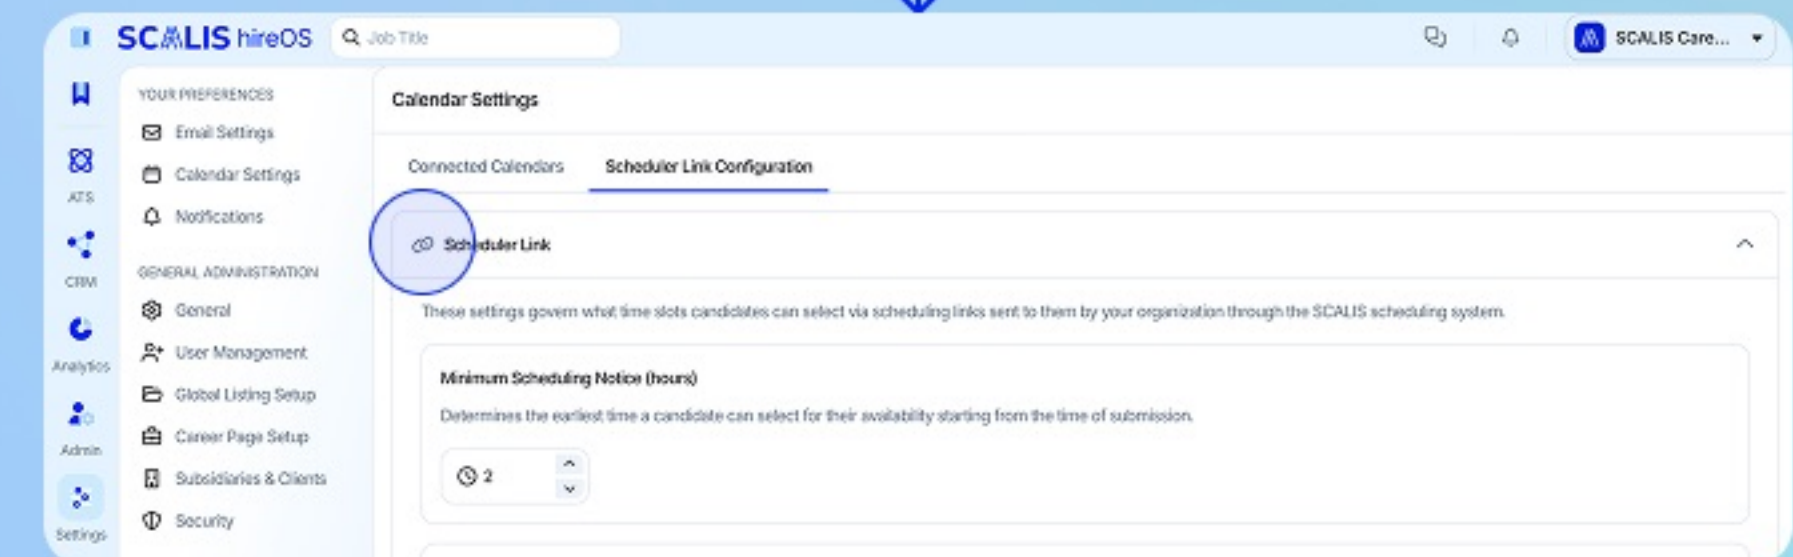 SCALIS hireOS
Job Title
SCALIS Care...
ATS
CRM
Analytics
Admin
Settings
YOUR PREFERENCES
Email Settings
Calendar Settings
Notifications
GENERAL ADMINISTRATION
General
User Management
Global Listing Setup
Career Page Setup
Subsidiaries & Clients
Security
Calendar Settings
Connected Calendars
Scheduler Link Configuration
Scheduler Link
These settings govern what time slots candidates can select via scheduling links sent to them by your organization through the SCALIS scheduling system.
Minimum Scheduling Notice (hours)
Determines the earliest time a candidate can select for their availability starting from the time of submission.
2